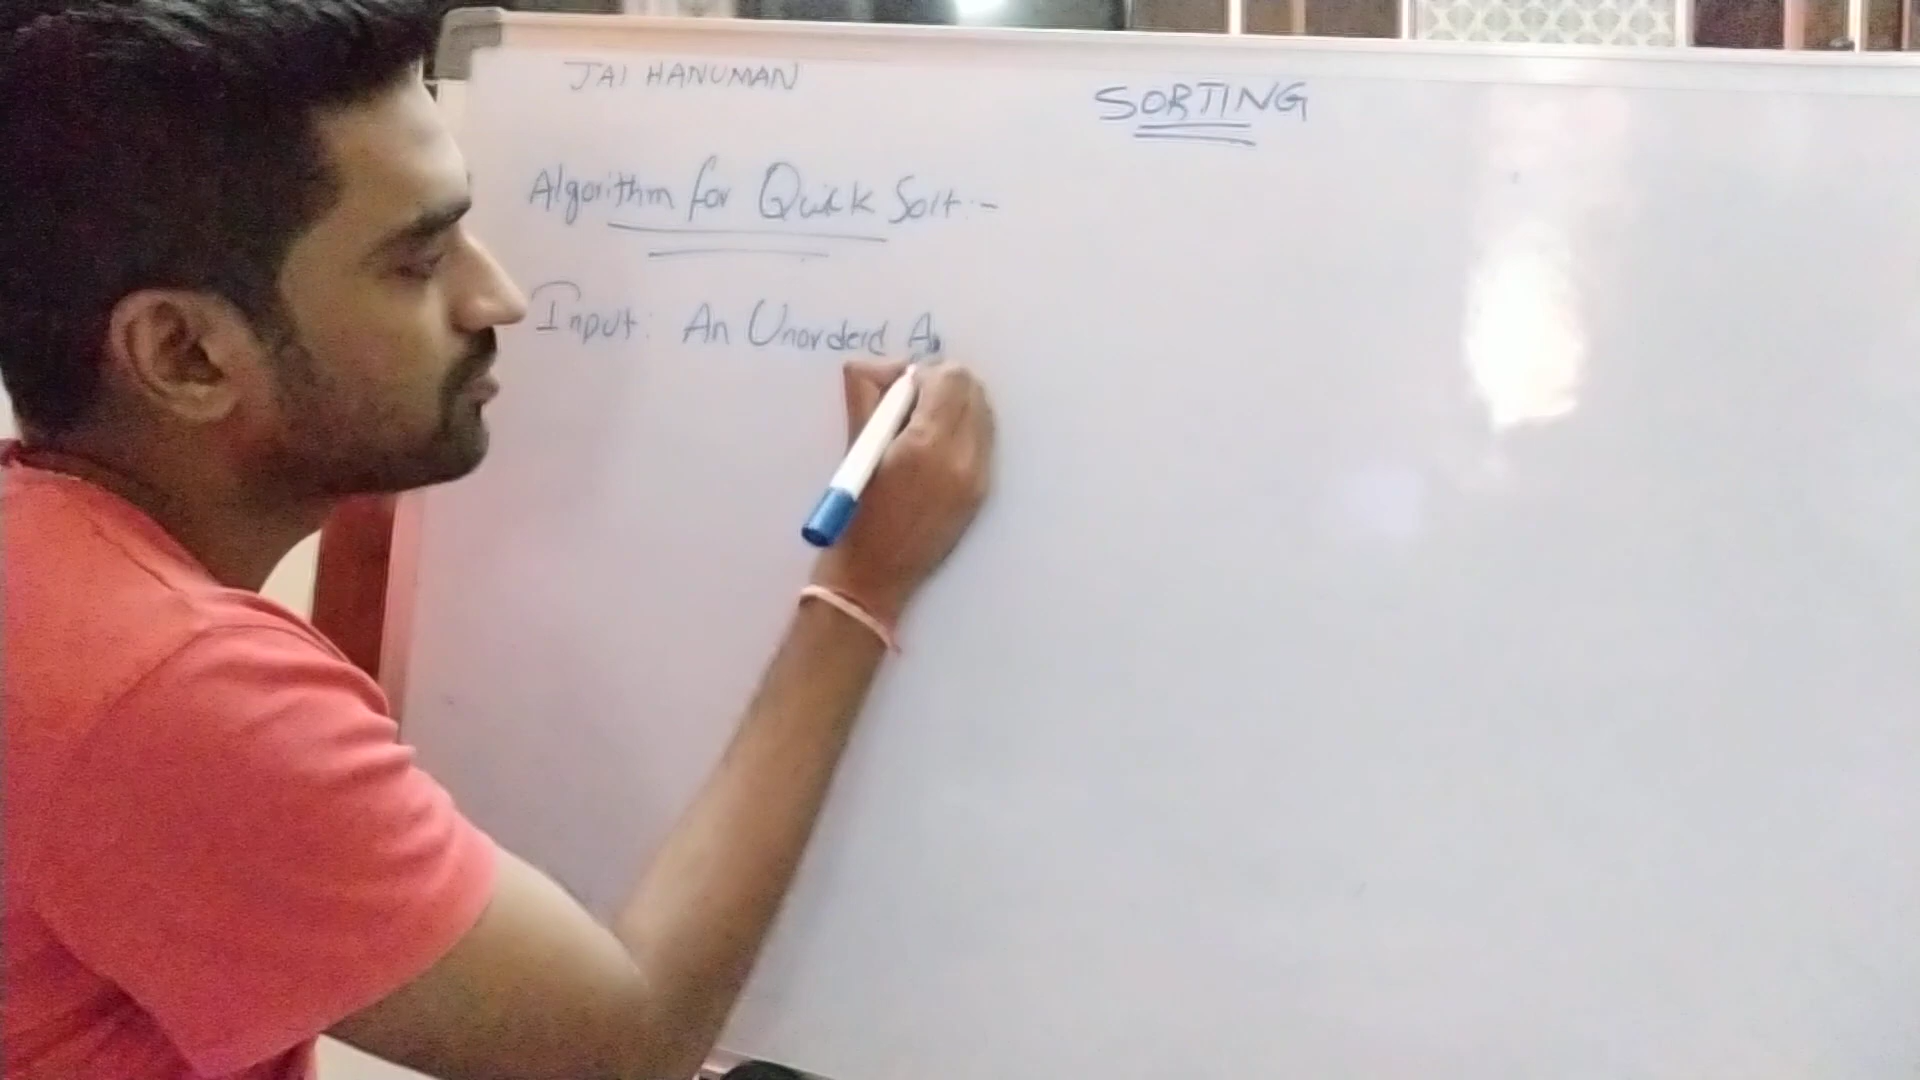 JAI HANUMAN
SORTING
Algorithm for Quick Sort:-
Input: An Unorderd A